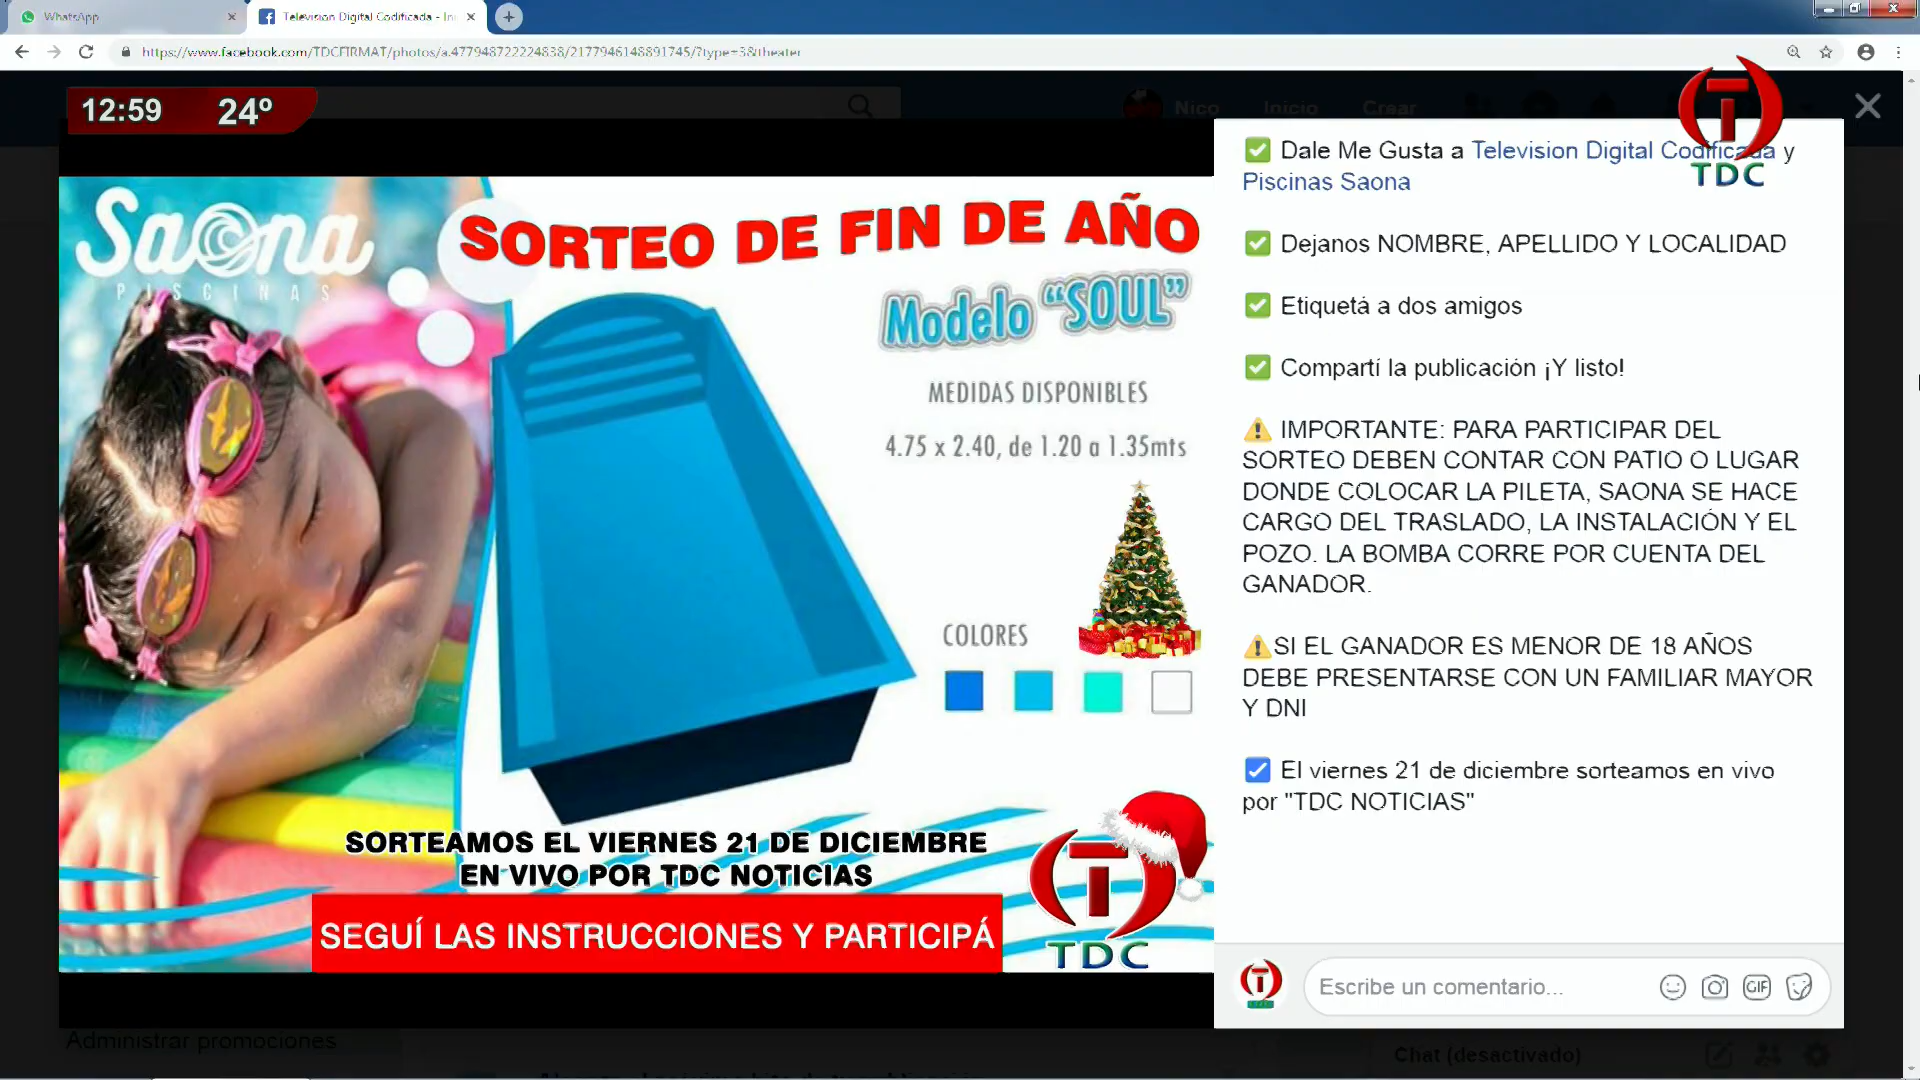 WhatsApp
Television Digital Codificada - Ini
https://www.facebook.com/TDCFIRMAT/photos/a.477948722224838/2177946148891745/?type=3&theater
12:59 24º
Nico Inicio Crear
TDC
Saona
PISCINAS
SORTEO DE FIN DE AÑO
Modelo “SOUL”
MEDIDAS DISPONIBLES
4.75 x 2.40, de 1.20 a 1.35mts
COLORES
SORTEAMOS EL VIERNES 21 DE DICIEMBRE
EN VIVO POR TDC NOTICIAS
SEGUÍ LAS INSTRUCCIONES Y PARTICIPÁ
TDC
✅ Dale Me Gusta a Television Digital Codificada y
Piscinas Saona
✅ Dejanos NOMBRE, APELLIDO Y LOCALIDAD
✅ Etiquetá a dos amigos
✅ Compartí la publicación ¡Y listo!
⚠ IMPORTANTE: PARA PARTICIPAR DEL
SORTEO DEBEN CONTAR CON PATIO O LUGAR
DONDE COLOCAR LA PILETA, SAONA SE HACE
CARGO DEL TRASLADO, LA INSTALACIÓN Y EL
POZO. LA BOMBA CORRE POR CUENTA DEL
GANADOR.
⚠SI EL GANADOR ES MENOR DE 18 AÑOS
DEBE PRESENTARSE CON UN FAMILIAR MAYOR
Y DNI
☑ El viernes 21 de diciembre sorteamos en vivo
por "TDC NOTICIAS"
Escribe un comentario...
GIF
Administrar promociones
Chat (desactivado)